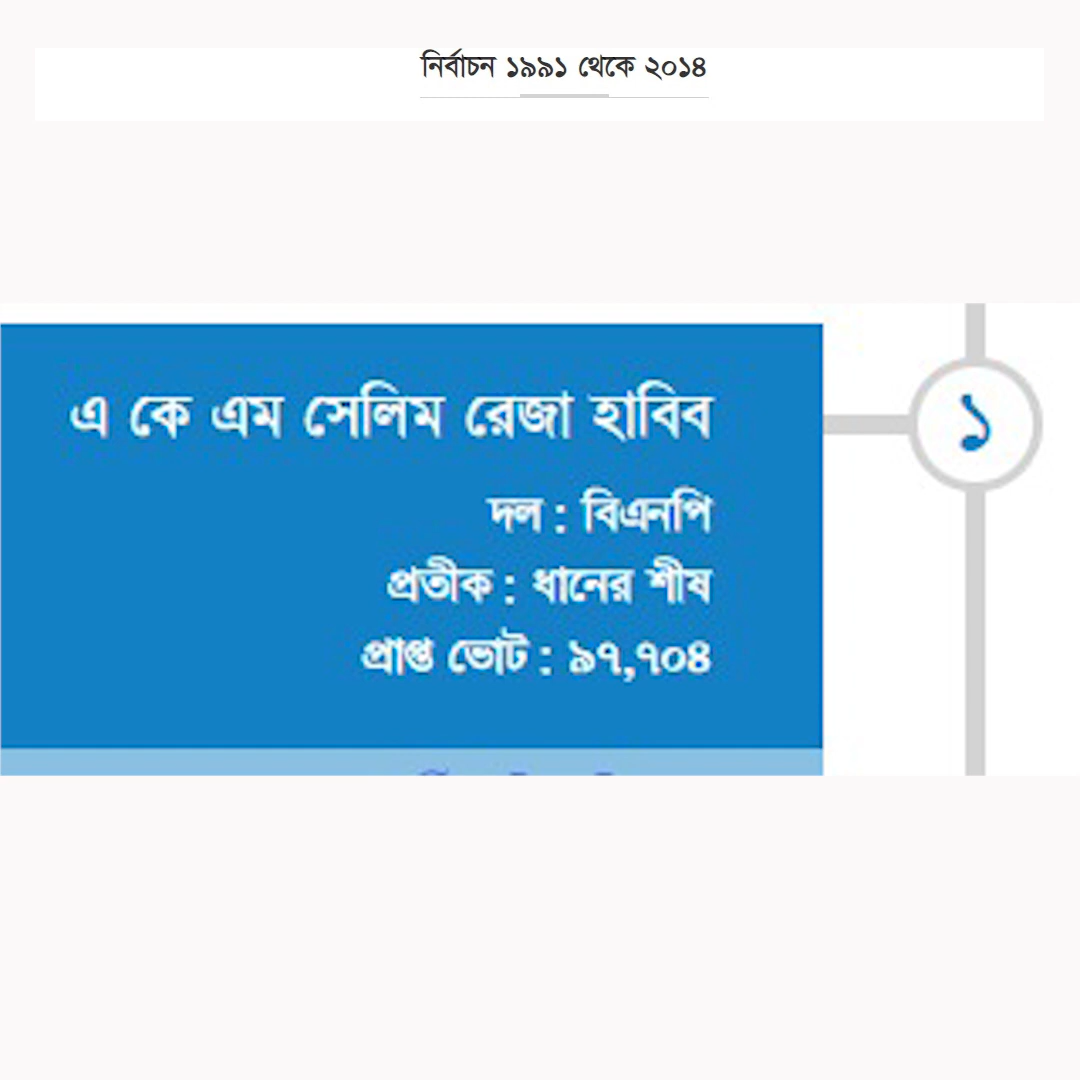 নির্বাচন ১৯৯১ থেকে ২০১৪
এ কে এম সেলিম রেজা হাবিব
১
দল : বিএনপি
প্রতীক : ধানের শীষ
প্রাপ্ত ভোট : ৯৭,৭০৪